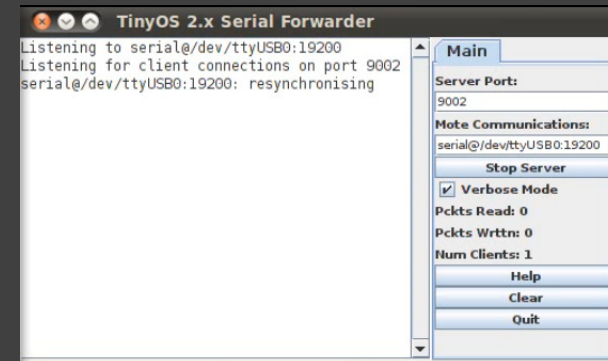 TinyOS 2.x Serial Forwarder
Listening to serial@/dev/ttyUSB0:19200
Listening for client connections on port 9002
serial@/dev/ttyUSB0:19200: resynchronising
Main
Server Port:
9002
Mote Communications:
serial@/dev/ttyUSB0:19200
Stop Server
Verbose Mode
Pckts Read: 0
Pckts Wrttn: 0
Num Clients: 1
Help
Clear
Quit